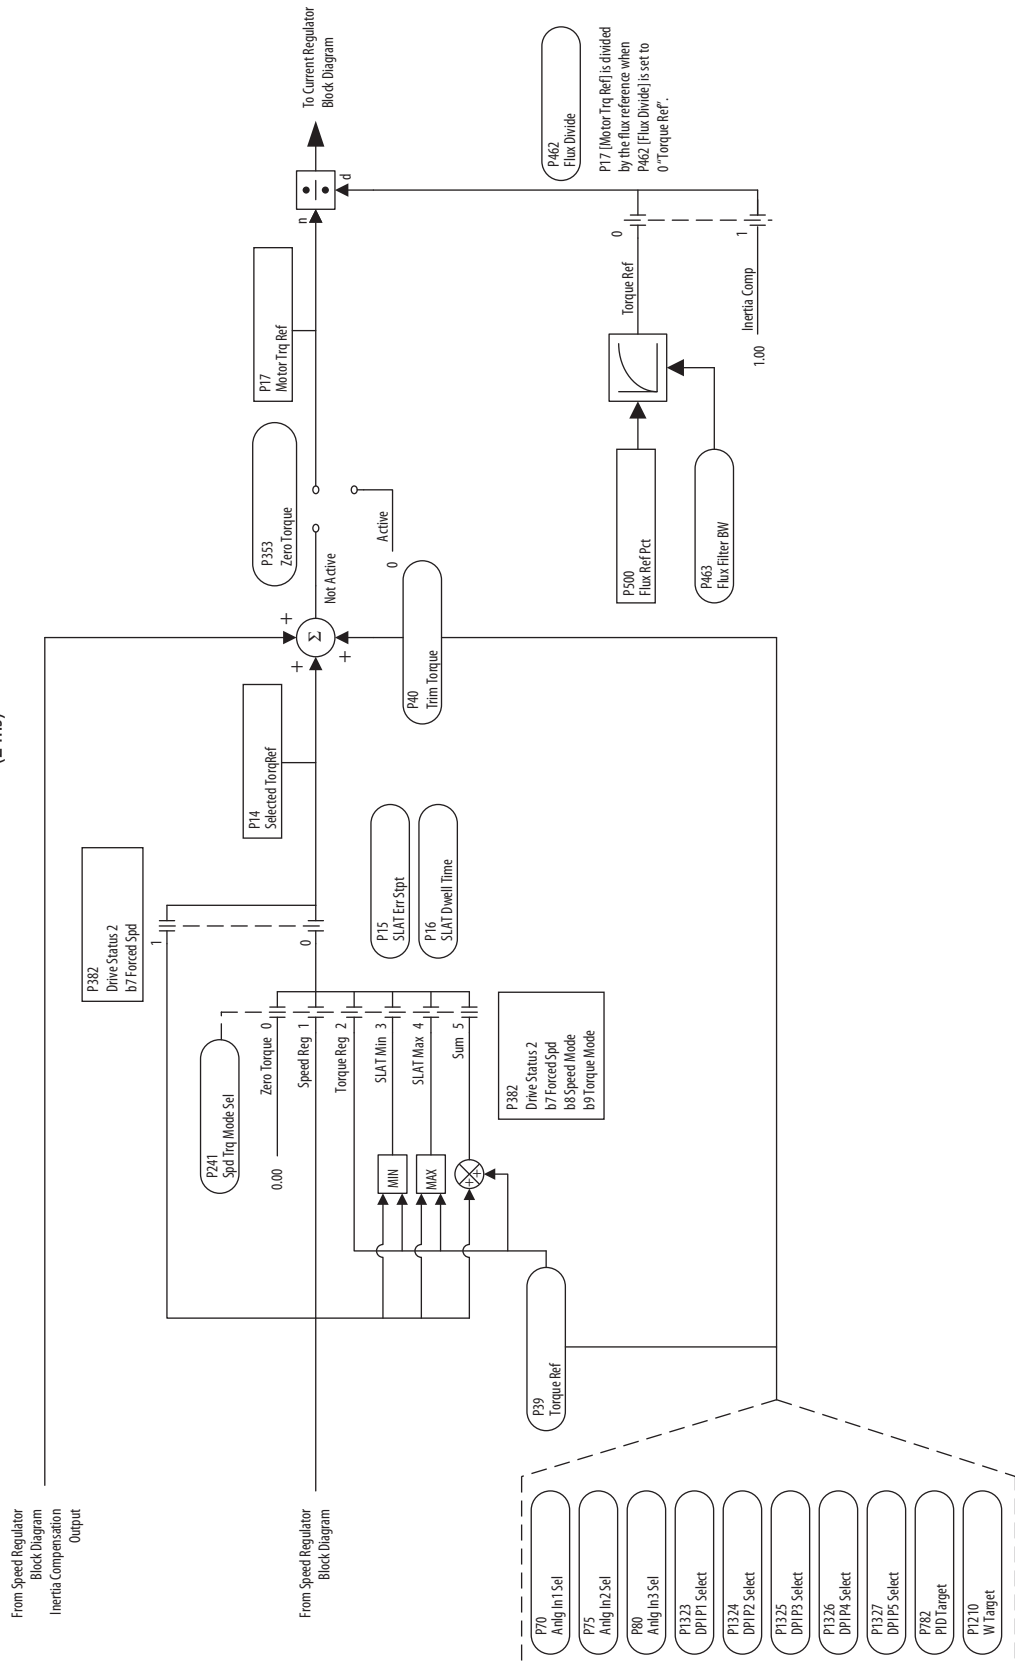 (2 ms)
From Speed Regulator
Block Diagram
Inertia Compensation
Output
From Speed Regulator
Block Diagram
P382
Drive Status 2
b7 Forced Spd
1
0
P241
Spd Trq Mode Sel
0.00
Zero Torque 0
Speed Reg 1
Torque Reg 2
SLAT Min 3
SLAT Max 4
Sum 5
MIN
MAX
+
+
P382
Drive Status 2
b7 Forced Spd
b8 Speed Mode
b9 Torque Mode
P15
SLAT Err Stpt
P16
SLAT Dwell Time
P14
Selected TorqRef
+
+
+
Σ
P40
Trim Torque
P353
Zero Torque
Not Active
Active
0
P17
Motor Trq Ref
n
d
To Current Regulator
Block Diagram
P462
Flux Divide
P17 [Motor Trq Ref] is divided
by the flux reference when
P462 [Flux Divide] is set to
0 “Torque Ref”.
Torque Ref
0
1
Inertia Comp
1.00
P500
Flux Ref Pct
P463
Flux Filter BW
P39
Torque Ref
P70
Anlg In1 Sel
P75
Anlg In2 Sel
P80
Anlg In3 Sel
P1323
DPI P1 Select
P1324
DPI P2 Select
P1325
DPI P3 Select
P1326
DPI P4 Select
P1327
DPI P5 Select
P782
PID Target
P1210
W Target